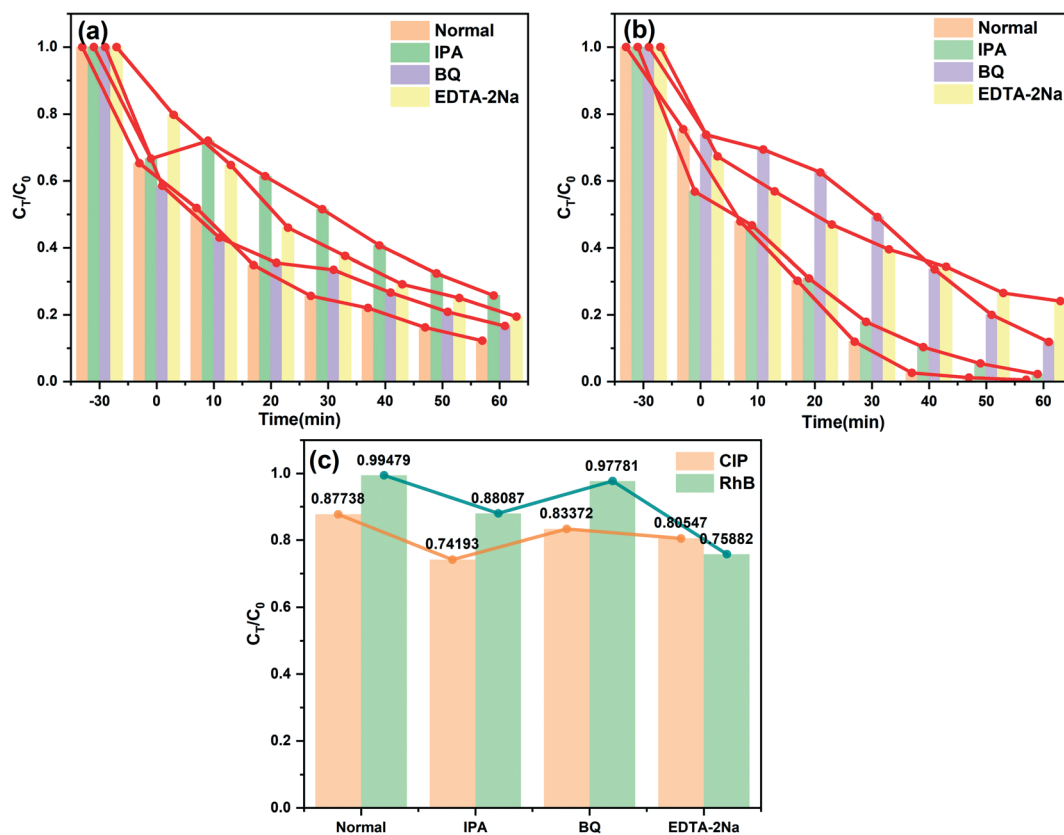 (a)
Normal
IPA
BQ
EDTA-2Na
1.0
0.8
0.6
0.4
0.2
0.0
C_T/C_0
-30 0 10 20 30 40 50 60
Time(min)
(b)
Normal
IPA
BQ
EDTA-2Na
1.0
0.8
0.6
0.4
0.2
0.0
C_T/C_0
-30 0 10 20 30 40 50 60
Time(min)
(c)
CIP
RhB
1.0
0.8
0.6
0.4
0.2
0.0
C_T/C_0
0.87738
0.99479
0.74193
0.88087
0.83372
0.97781
0.80547
0.75882
Normal IPA BQ EDTA-2Na